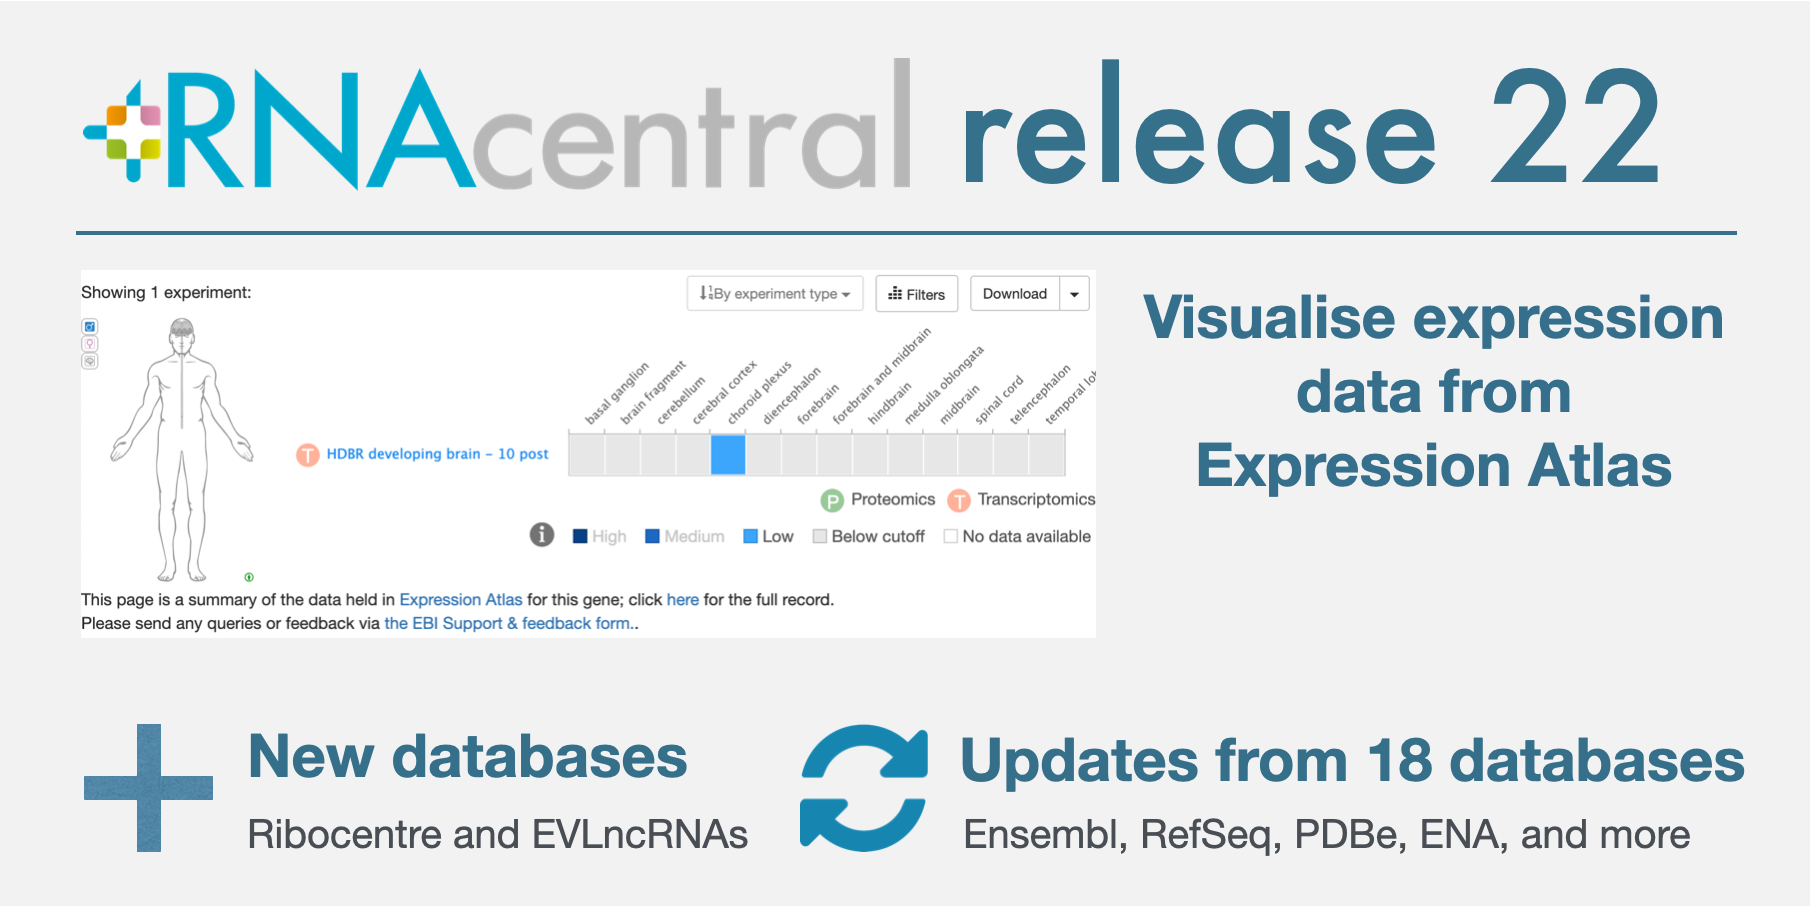 RNAcentral release 22
Showing 1 experiment:
By experiment type
Filters
Download
Visualise expression
data from
Expression Atlas
basal ganglion
brain fragment
cerebellum
cerebral cortex
choroid plexus
diencephalon
forebrain
forebrain and midbrain
hindbrain
medulla oblongata
midbrain
spinal cord
telencephalon
temporal lo
T HDBR developing brain - 10 post
P Proteomics T Transcriptomics
i High Medium Low Below cutoff No data available
This page is a summary of the data held in Expression Atlas for this gene; click here for the full record.
Please send any queries or feedback via the EBI Support & feedback form..
New databases
Ribocentre and EVLncRNAs
Updates from 18 databases
Ensembl, RefSeq, PDBe, ENA, and more